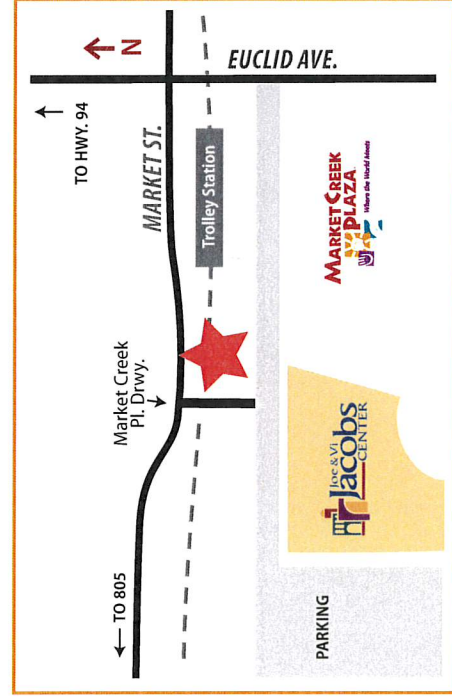 N
TO HWY. 94
EUCLID AVE.
MARKET ST.
Trolley Station
Market Creek
Pl. Drwy.
TO 805
MARKET CREEK
PLAZA
Where the World Meets
Joe & Vi
Jacobs
CENTER
PARKING